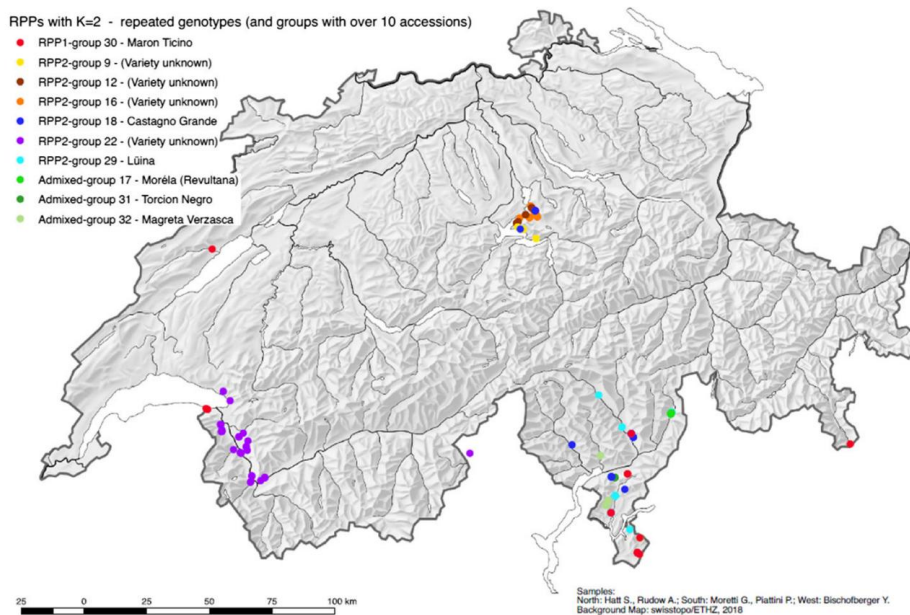 RPPs with K=2 - repeated genotypes (and groups with over 10 accessions)
RPP1-group 30 - Maron Ticino
RPP2-group 9 - (Variety unknown)
RPP2-group 12 - (Variety unknown)
RPP2-group 16 - (Variety unknown)
RPP2-group 18 - Castagno Grande
RPP2-group 22 - (Variety unknown)
RPP2-group 29 - Lüina
Admixed-group 17 - Moréla (Revultana)
Admixed-group 31 - Torcion Negro
Admixed-group 32 - Magreta Verzasca
25 0 25 50 75 100 km
Samples:
North: Hatt S., Rudow A.; South: Moretti G., Piattini P.; West: Bischofberger Y.
Background Map: swisstopo/ETHZ, 2018